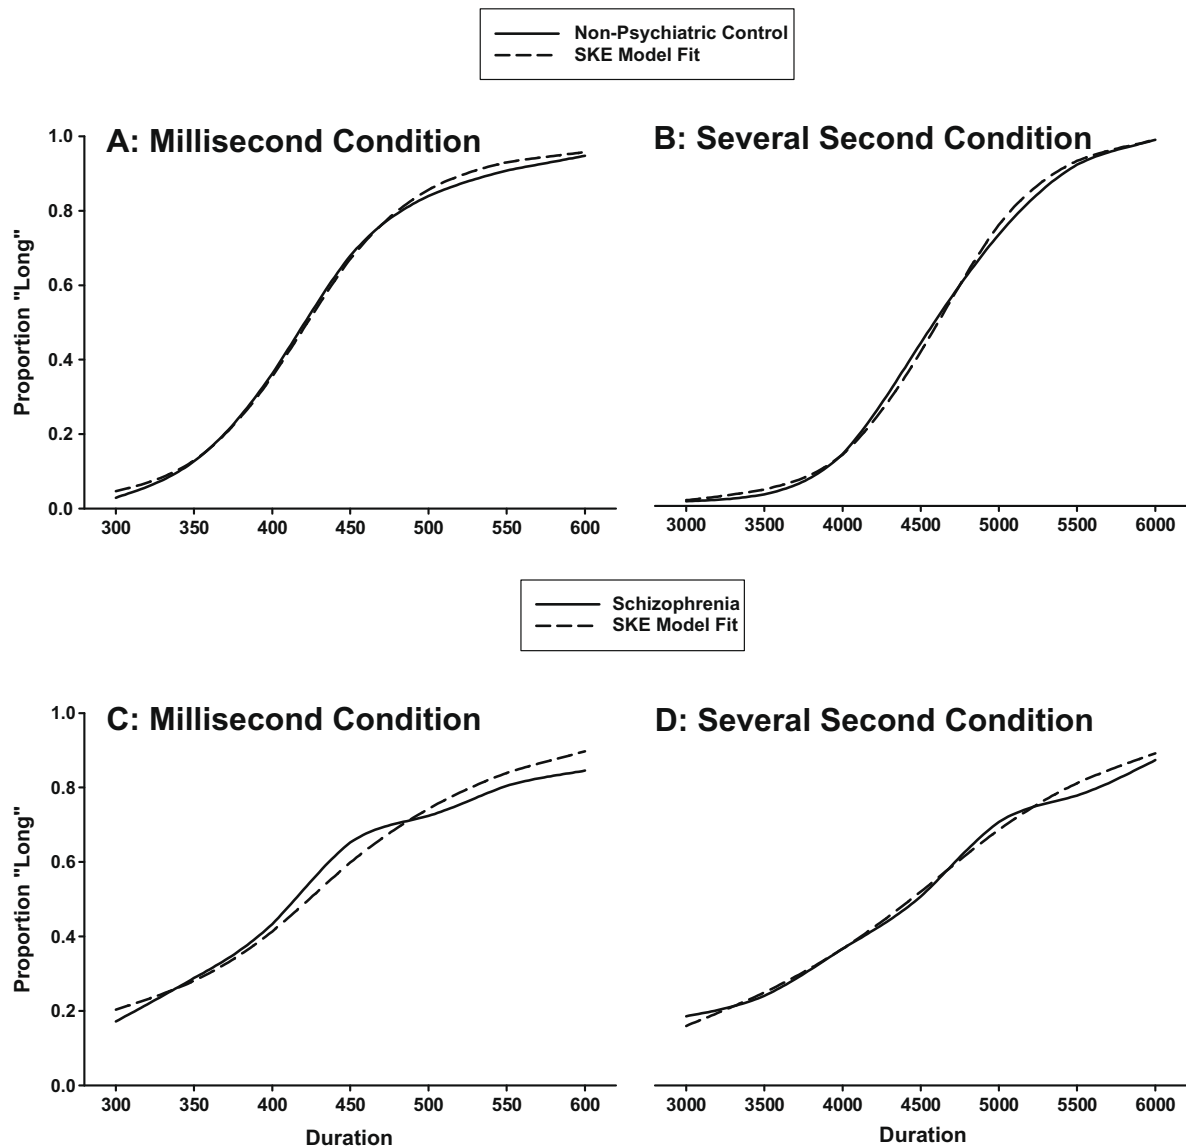 Non-Psychiatric Control
SKE Model Fit
A: Millisecond Condition
B: Several Second Condition
Proportion "Long"
1.0
0.8
0.6
0.4
0.2
0.0
300 350 400 450 500 550 600
3000 3500 4000 4500 5000 5500 6000
Schizophrenia
SKE Model Fit
C: Millisecond Condition
D: Several Second Condition
Proportion "Long"
1.0
0.8
0.6
0.4
0.2
0.0
300 350 400 450 500 550 600
3000 3500 4000 4500 5000 5500 6000
Duration
Duration